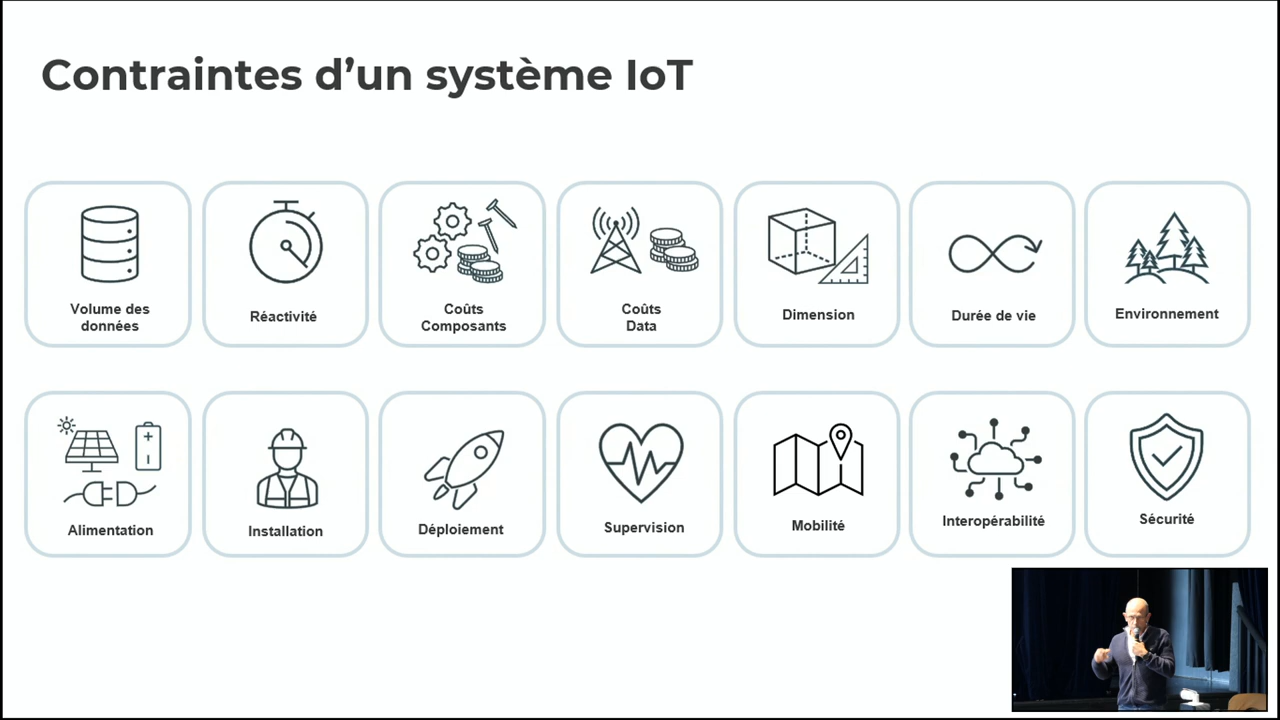 Contraintes d'un système IoT
Volume des
données
Réactivité
Coûts
Composants
Coûts
Data
Dimension
Durée de vie
Environnement
Alimentation
Installation
Déploiement
Supervision
Mobilité
Interopérabilité
Sécurité